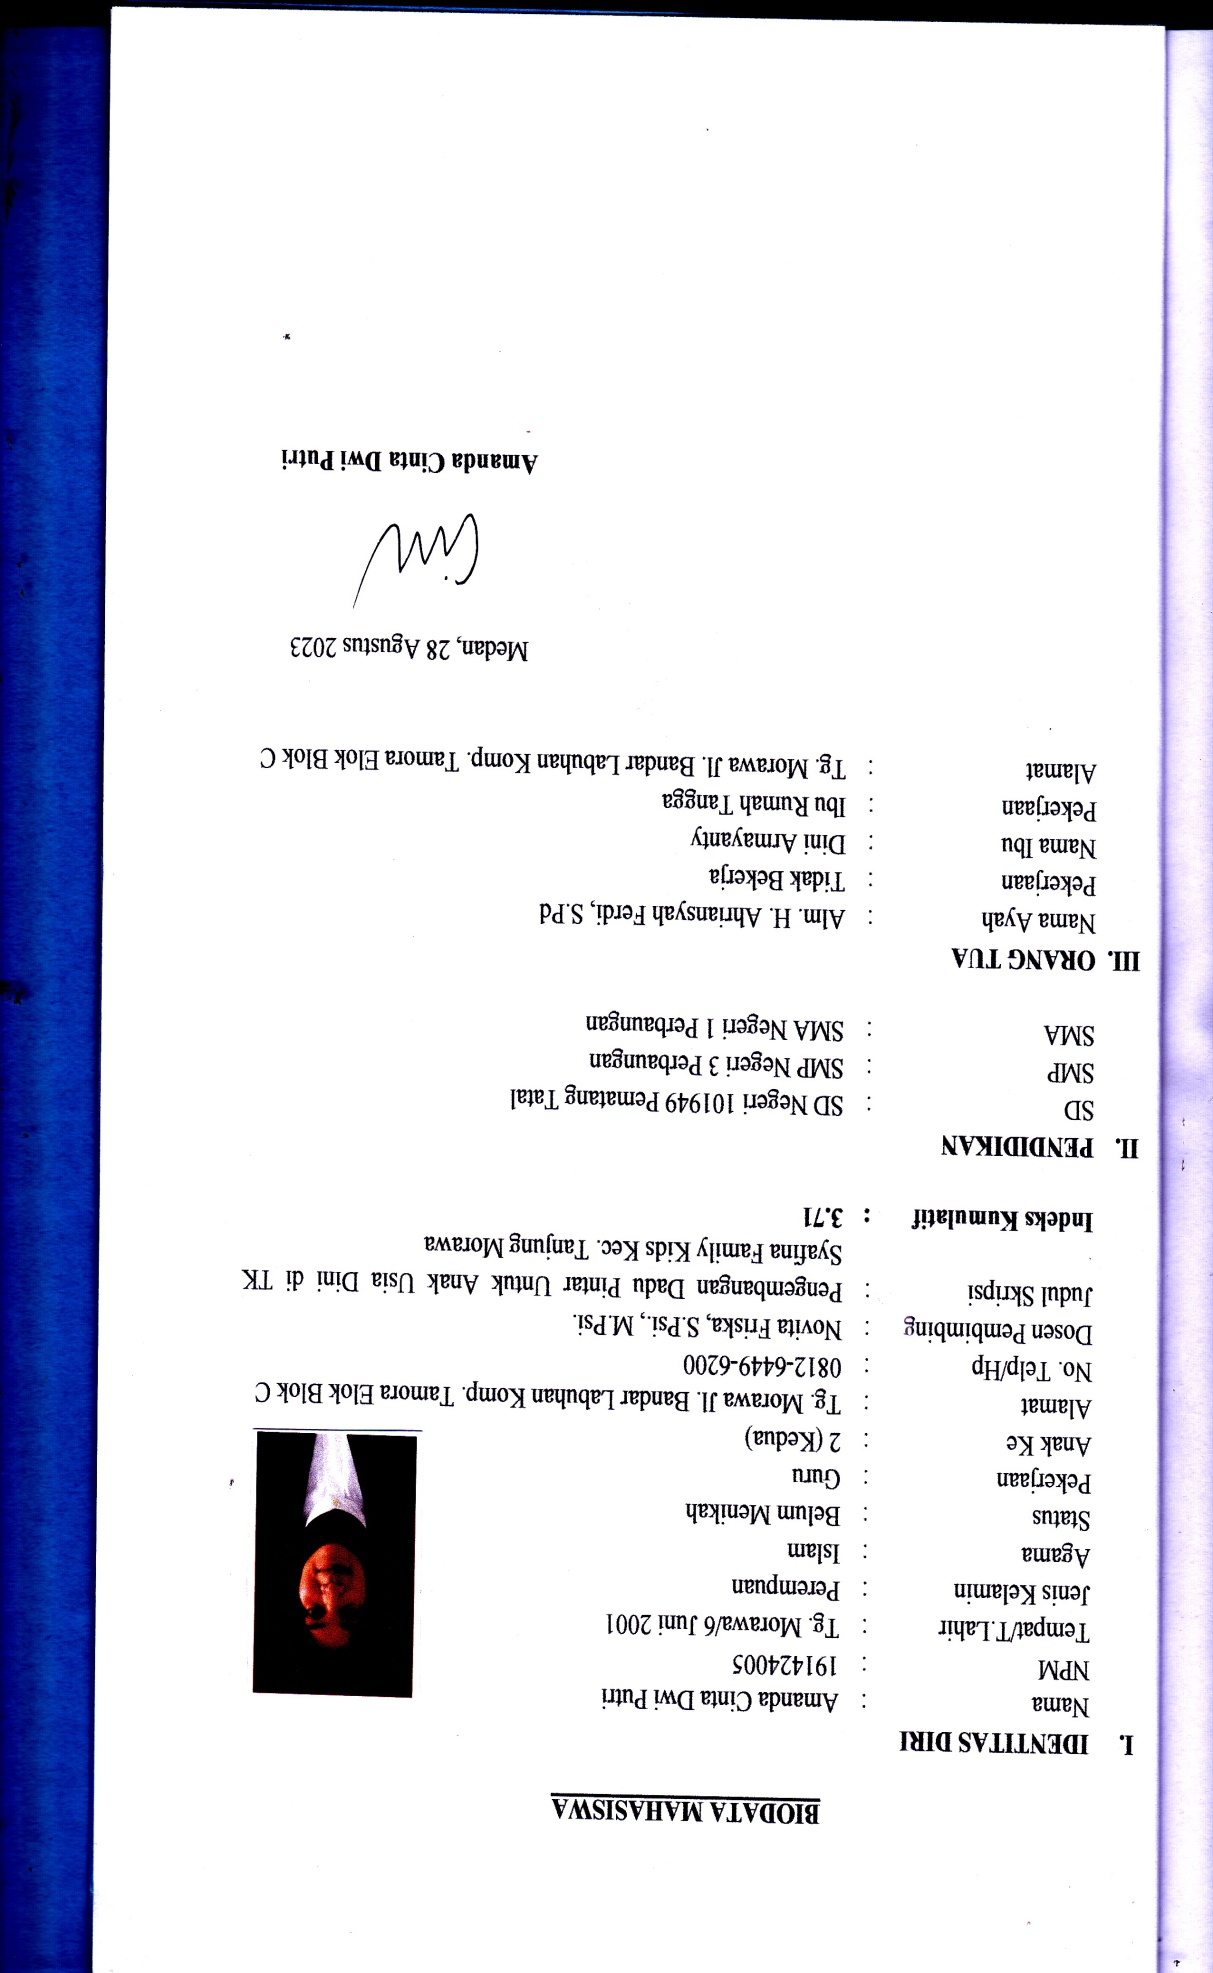 BIODATA MAHASISWA
I. IDENTITAS DIRI
Nama : Amanda Cinta Dwi Putri
NPM : 191424005
Tempat/T.Lahir : Tg. Morawa/6 Juni 2001
Jenis Kelamin : Perempuan
Agama : Islam
Status : Belum Menikah
Pekerjaan : Guru
Anak Ke : 2 (Kedua)
Alamat : Tg. Morawa Jl. Bandar Labuhan Komp. Tamora Elok Blok C
No. Telp/Hp : 0812-6449-6200
Dosen Pembimbing : Novita Friska, S.Psi., M.Psi.
Judul Skripsi : Pengembangan Dadu Pintar Untuk Anak Usia Dini di TK
Syafina Family Kids Kec. Tanjung Morawa
Indeks Kumulatif : 3.71
II. PENDIDIKAN
SD : SD Negeri 101949 Pematang Tatal
SMP : SMP Negeri 3 Perbaungan
SMA : SMA Negeri 1 Perbaungan
III. ORANG TUA
Nama Ayah : Alm. H. Ahriansyah Ferdi, S.Pd
Pekerjaan : Tidak Bekerja
Nama Ibu : Dini Armayanty
Pekerjaan : Ibu Rumah Tangga
Alamat : Tg. Morawa Jl. Bandar Labuhan Komp. Tamora Elok Blok C
Medan, 28 Agustus 2023
Amanda Cinta Dwi Putri